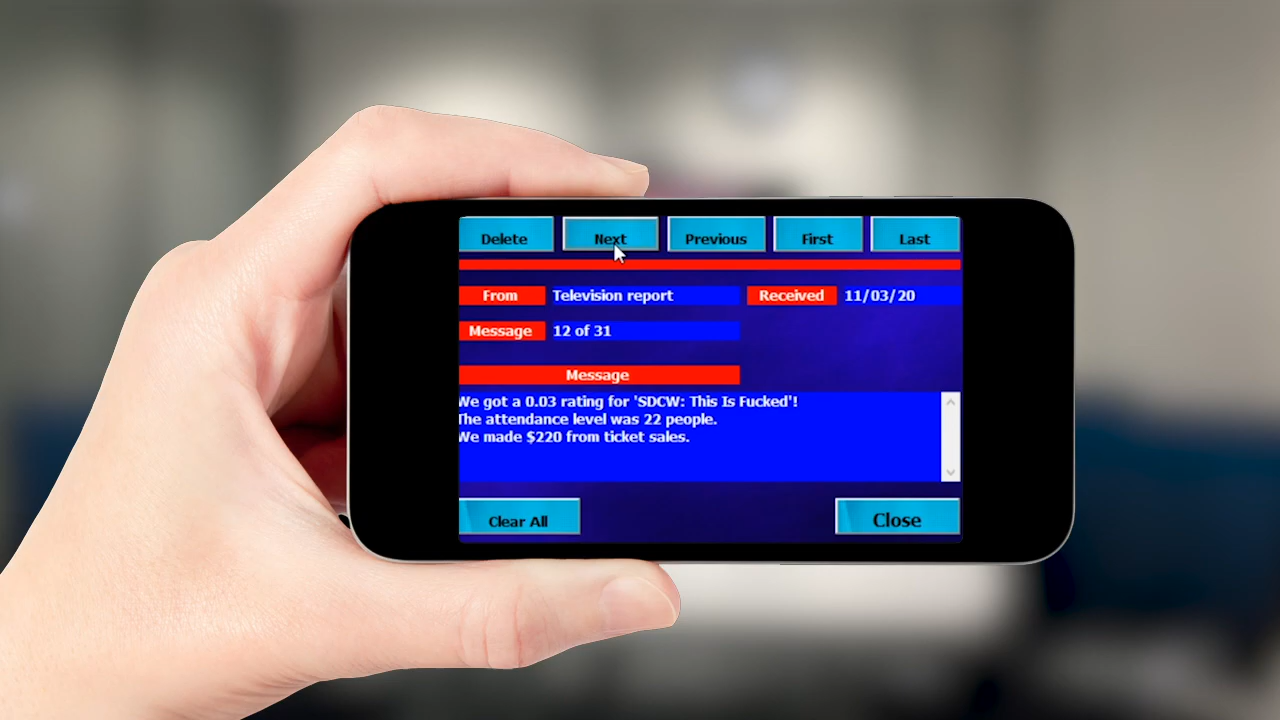 Delete Next Previous First Last
From Television report Received 11/03/20
Message 12 of 31
Message
We got a 0.03 rating for 'SDCW: This Is Fucked'!
The attendance level was 22 people.
We made $220 from ticket sales.
Clear All Close